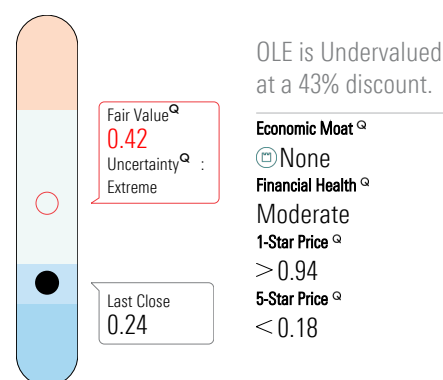 Fair Value Q
0.42
Uncertainty Q :
Extreme
Last Close
0.24
OLE is Undervalued
at a 43% discount.
Economic Moat Q
None
Financial Health Q
Moderate
1-Star Price Q
>0.94
5-Star Price Q
<0.18